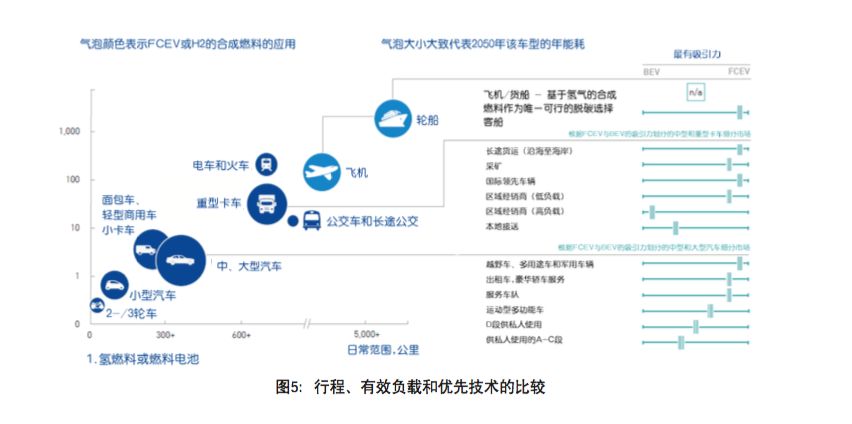 气泡颜色表示FCEV或H2的合成燃料的应用
气泡大小大致代表2050年该车型的年能耗
最有吸引力
BEV
FCEV
飞机/货船 – 基于氢气的合成
燃料作为唯一可行的脱碳选择
客船
n/a
根据FCEV与BEV的吸引力划分的中型和重型卡车细分市场
长途货运（沿海至海岸）
采矿
国际领先车辆
区域经销商（低负载）
区域经销商（高负载）
本地接送
根据FCEV与BEV的吸引力划分的中型和大型汽车细分市场
越野车、多用途车和军用车辆
出租车，豪华轿车服务
服务车队
运动型多功能车
D段供私人使用
供私人使用的A-C段
1,000
100
10
1
0
轮船
电车和火车
飞机
面包车、
轻型商用车
小卡车
重型卡车
公交车和长途公交
中、大型汽车
小型汽车
2-/3轮车
0
300+
600+
5,000+
日常范围，公里
1.氢燃料或燃料电池
图5: 行程、有效负载和优先技术的比较